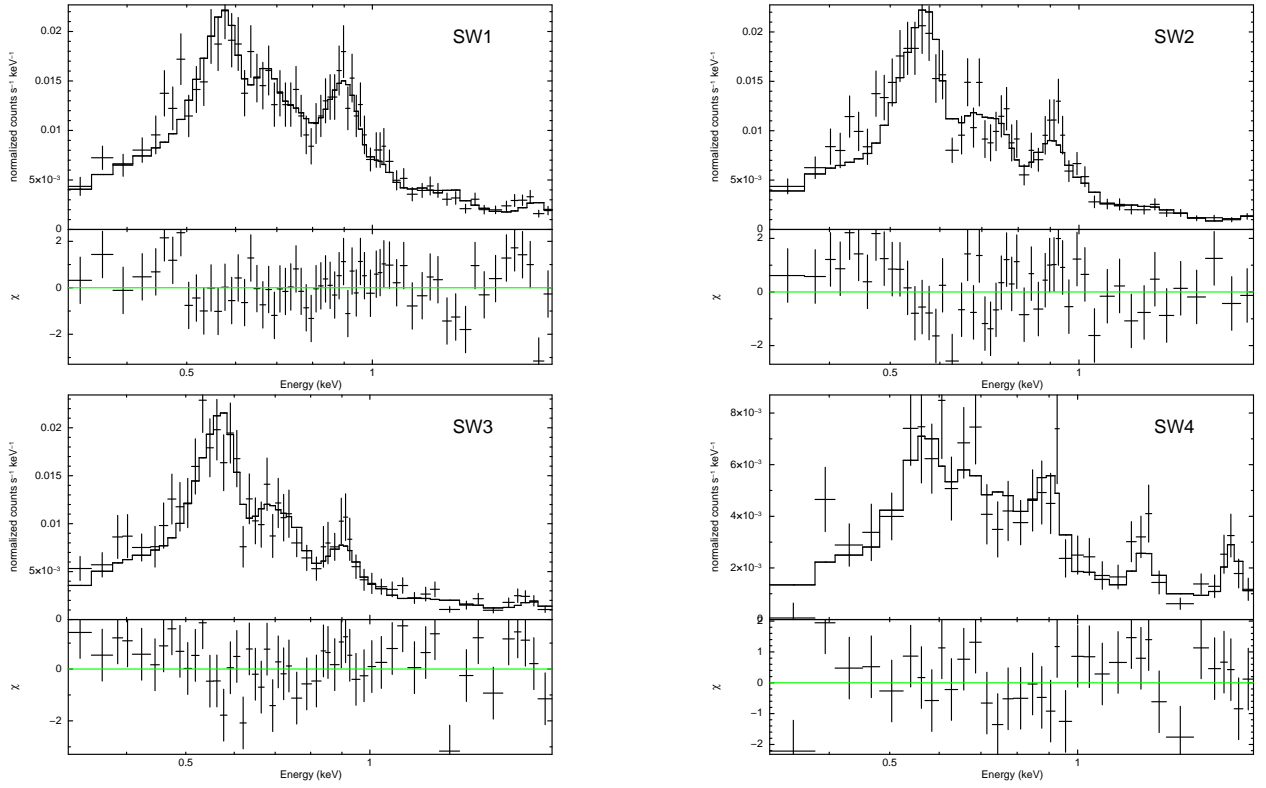 SW1
normalized counts s⁻¹ keV⁻¹
0.02
0.015
0.01
5×10⁻³
0
χ
2
0
−2
0.5
1
Energy (keV)
SW2
normalized counts s⁻¹ keV⁻¹
0.02
0.015
0.01
5×10⁻³
0
χ
2
0
−2
0.5
1
Energy (keV)
SW3
normalized counts s⁻¹ keV⁻¹
0.02
0.015
0.01
5×10⁻³
0
χ
0
−2
0.5
1
Energy (keV)
SW4
normalized counts s⁻¹ keV⁻¹
8×10⁻³
6×10⁻³
4×10⁻³
2×10⁻³
0
χ
2
1
0
−1
−2
0.5
1
Energy (keV)